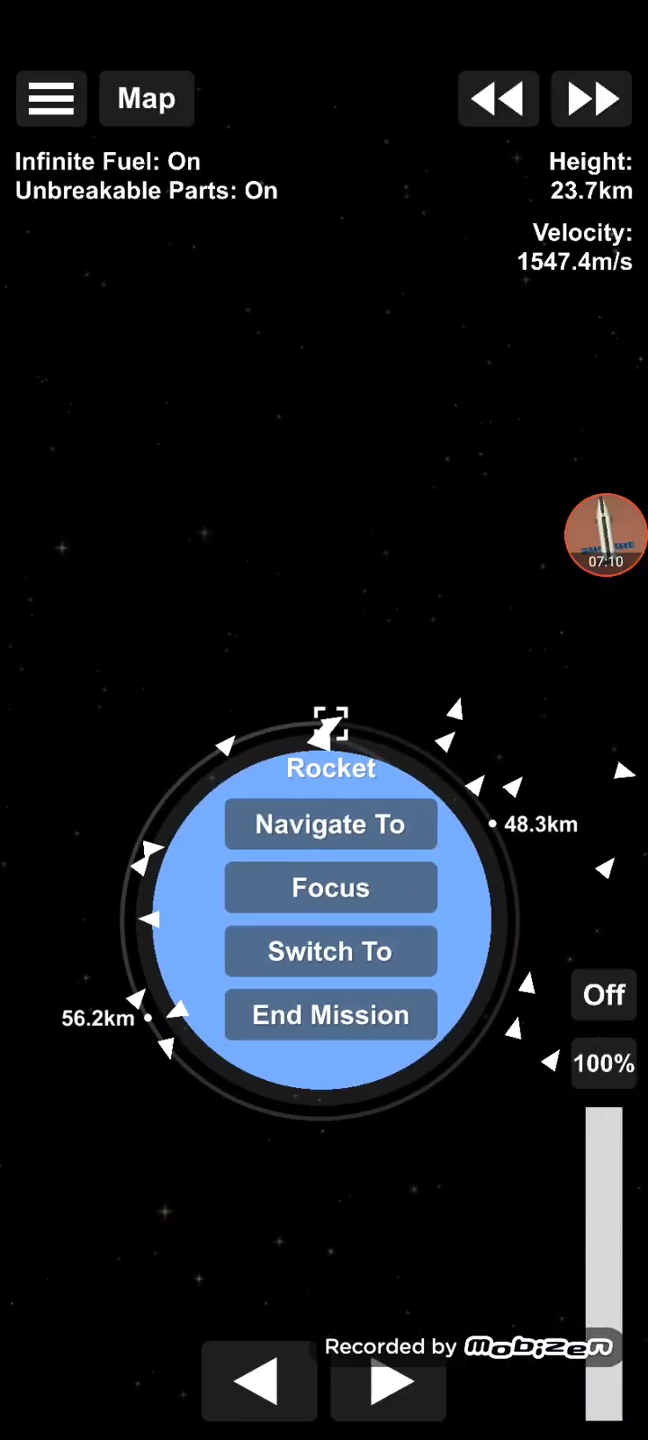 Map
Infinite Fuel: On
Unbreakable Parts: On
Height:
23.7km
Velocity:
1547.4m/s
07:10
Rocket
Navigate To
48.3km
Focus
Switch To
Off
End Mission
56.2km
100%
Recorded by mobizen